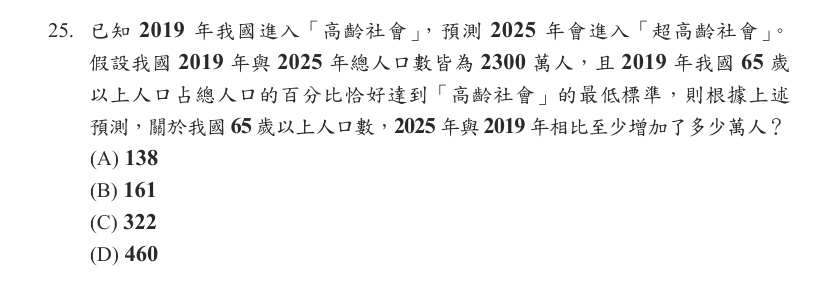 25. 已知 2019 年我國進入「高齡社會」，預測 2025 年會進入「超高齡社會」。
假設我國 2019 年與 2025 年總人口數皆為 2300 萬人，且 2019 年我國 65 歲
以上人口占總人口的百分比恰好達到「高齡社會」的最低標準，則根據上述
預測，關於我國 65 歲以上人口數，2025 年與 2019 年相比至少增加了多少萬人？
(A) 138
(B) 161
(C) 322
(D) 460